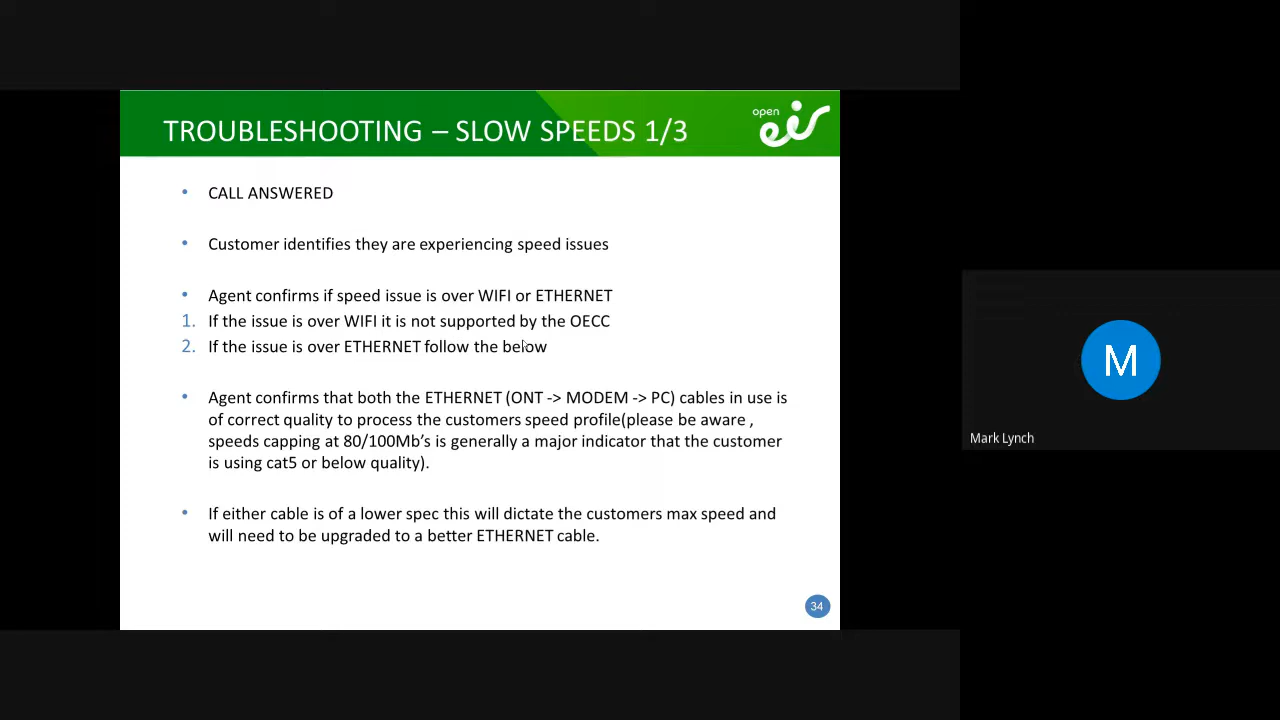 TROUBLESHOOTING – SLOW SPEEDS 1/3
open
eir
• CALL ANSWERED
• Customer identifies they are experiencing speed issues
• Agent confirms if speed issue is over WIFI or ETHERNET
1. If the issue is over WIFI it is not supported by the OECC
2. If the issue is over ETHERNET follow the below
• Agent confirms that both the ETHERNET (ONT -> MODEM -> PC) cables in use is
of correct quality to process the customers speed profile(please be aware ,
speeds capping at 80/100Mb’s is generally a major indicator that the customer
is using cat5 or below quality).
• If either cable is of a lower spec this will dictate the customers max speed and
will need to be upgraded to a better ETHERNET cable.
34
M
Mark Lynch